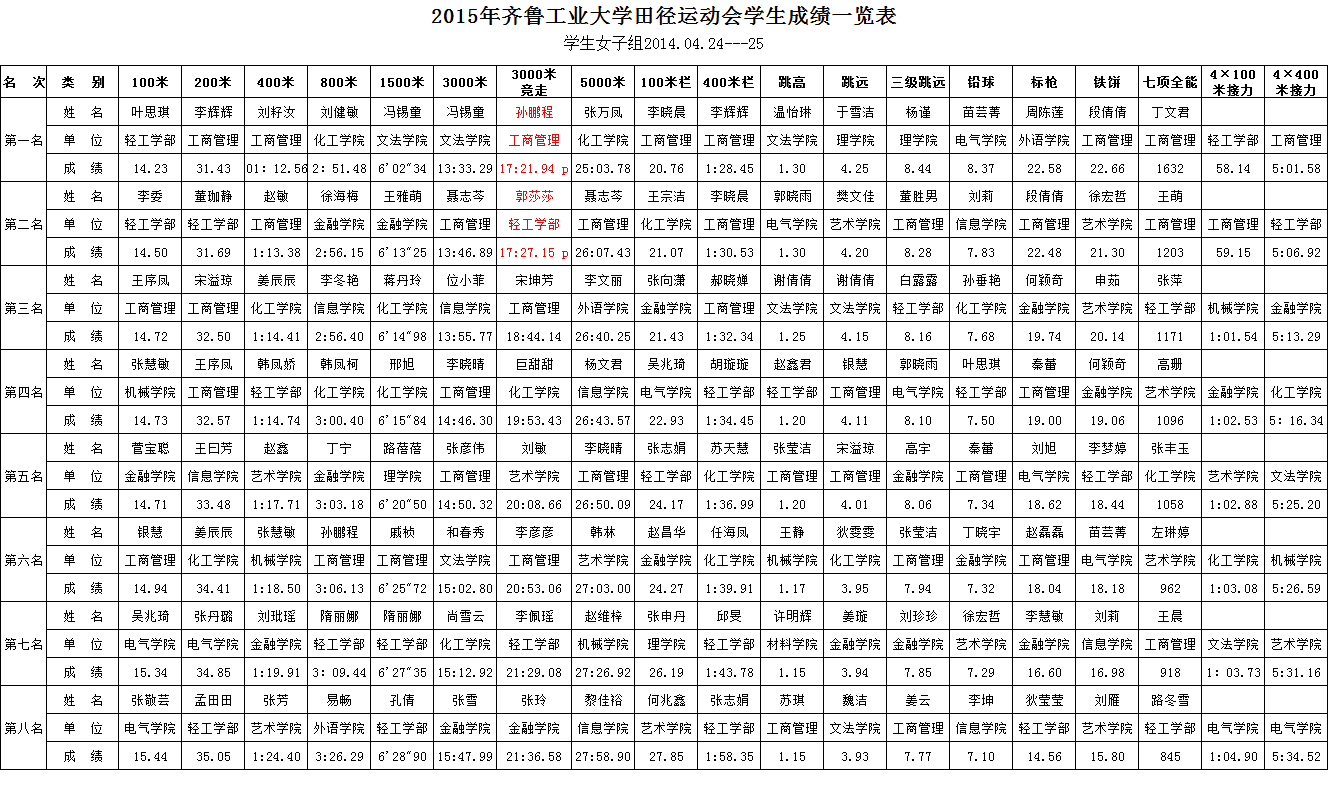 2015年齐鲁工业大学田径运动会学生成绩一览表
学生女子组2014.04.24---25
名 次 类 别 100米 200米 400米 800米 1500米 3000米 3000米竞走 5000米 100米栏 400米栏 跳高 跳远 三级跳远 铅球 标枪 铁饼 七项全能 4×100米接力 4×400米接力
姓 名 叶思琪 李辉辉 刘籽汝 刘健敏 冯锡童 冯锡童 孙鹏程 张万凤 李晓晨 李辉辉 温怡琳 于雪洁 杨谨 苗芸菁 周陈莲 段倩倩 丁文君
第一名 单 位 轻工学部 工商管理 工商管理 化工学院 文法学院 文法学院 工商管理 化工学院 工商管理 工商管理 文法学院 理学院 理学院 电气学院 外语学院 工商管理 工商管理 轻工学部 工商管理
成 绩 14.23 31.43 01：12.56 2：51.48 6'02"34 13:33.29 17:21.94 p 25:03.78 20.76 1:28.45 1.30 4.25 8.44 8.37 22.58 22.66 1632 58.14 5:01.58
姓 名 李委 董珈静 赵敏 徐海梅 王雅萌 聂志芩 郭莎莎 聂志芩 王宗洁 李晓晨 郭晓雨 樊文佳 董胜男 刘莉 段倩倩 徐宏哲 王萌
第二名 单 位 轻工学部 轻工学部 工商管理 金融学院 金融学院 工商管理 轻工学部 工商管理 化工学院 工商管理 电气学院 艺术学院 工商管理 信息学院 工商管理 艺术学院 工商管理 工商管理 轻工学部
成 绩 14.50 31.69 1:13.38 2:56.15 6'13"25 13:46.89 17:27.15 p 26:07.43 21.07 1:30.53 1.30 4.20 8.28 7.83 22.48 21.30 1203 59.15 5:06.92
姓 名 王序凤 宋溢琼 姜辰辰 李冬艳 蒋丹玲 位小菲 宋坤芳 李文丽 张向潇 郝晓婵 谢倩倩 谢倩倩 白露露 孙垂艳 何颖奇 申茹 张萍
第三名 单 位 工商管理 工商管理 化工学院 信息学院 化工学院 信息学院 工商管理 外语学院 金融学院 工商管理 文法学院 文法学院 轻工学部 化工学院 金融学院 艺术学院 轻工学部 机械学院 金融学院
成 绩 14.72 32.50 1:14.41 2:56.40 6'14"98 13:55.77 18:44.14 26:40.25 21.43 1:32.34 1.25 4.15 8.16 7.68 19.74 20.14 1171 1:01.54 5:13.29
姓 名 张慧敏 王序凤 韩凤娇 韩凤柯 邢旭 李晓晴 巨甜甜 杨文君 吴兆琦 胡璇璇 赵鑫君 银慧 郭晓雨 叶思琪 秦蕾 何颖奇 高珊
第四名 单 位 机械学院 工商管理 轻工学部 化工学院 化工学院 工商管理 化工学院 信息学院 电气学院 轻工学部 轻工学部 工商管理 电气学院 轻工学部 工商管理 金融学院 艺术学院 金融学院 化工学院
成 绩 14.73 32.57 1:14.74 3:00.40 6'15"84 14:46.30 19:53.43 26:43.57 22.93 1:34.45 1.20 4.11 8.10 7.50 19.00 19.06 1096 1:02.53 5：16.34
姓 名 菅宝聪 王曰芳 赵鑫 丁宁 路蓓蓓 张彦伟 刘敏 李晓晴 张志娟 苏天慧 张莹洁 宋溢琼 高宇 秦蕾 刘旭 李梦婷 张丰玉
第五名 单 位 金融学院 信息学院 艺术学院 金融学院 理学院 工商管理 艺术学院 工商管理 轻工学部 化工学院 工商管理 工商管理 金融学院 工商管理 电气学院 轻工学部 化工学院 艺术学院 文法学院
成 绩 14.71 33.48 1:17.71 3:03.18 6'20"50 14:50.32 20:08.66 26:50.09 24.17 1:36.99 1.20 4.01 8.06 7.34 18.62 18.44 1058 1:02.88 5:25.20
姓 名 银慧 姜辰辰 张慧敏 孙鹏程 戚桢 和春秀 李彦彦 韩林 赵昌华 任海凤 王静 狄雯雯 张莹洁 丁晓宇 赵磊磊 苗芸菁 左琳婷
第六名 单 位 工商管理 化工学院 机械学院 工商管理 工商管理 文法学院 工商管理 艺术学院 金融学院 化工学院 机械学院 化工学院 工商管理 金融学院 工商管理 电气学院 艺术学院 化工学院 机械学院
成 绩 14.94 34.41 1:18.50 3:06.13 6'25"72 15:02.80 20:53.06 27:03.00 24.27 1:39.91 1.17 3.95 7.94 7.32 18.04 18.18 962 1:03.08 5:26.59
姓 名 吴兆琦 张丹璐 刘玭瑶 隋丽娜 隋丽娜 尚雪云 李佩瑶 赵维梓 张申丹 邱旻 许明辉 姜璇 刘珍珍 徐宏哲 李慧敏 刘莉 王晨
第七名 单 位 电气学院 电气学院 金融学院 轻工学部 轻工学部 化工学院 轻工学部 机械学院 理学院 轻工学部 材料学院 金融学院 金融学院 艺术学院 金融学院 信息学院 工商管理 文法学院 艺术学院
成 绩 15.34 34.85 1:19.91 3：09.44 6'27"35 15:12.92 21:29.08 27:26.92 26.19 1:43.78 1.15 3.94 7.85 7.29 16.60 16.98 918 1：03.73 5:31.16
姓 名 张敬芸 孟田田 张芳 易畅 孔倩 张雪 张玲 黎佳裕 何兆鑫 张志娟 苏琪 魏洁 姜云 李坤 狄莹莹 刘雁 路冬雪
第八名 单 位 电气学院 轻工学部 艺术学院 外语学院 轻工学部 金融学院 金融学院 信息学院 艺术学院 轻工学部 工商管理 文法学院 工商管理 信息学院 轻工学部 艺术学院 轻工学部 电气学院 电气学院
成 绩 15.44 35.05 1:24.40 3:26.29 6'28"90 15:47.99 21:36.58 27:58.90 27.85 1:58.35 1.15 3.93 7.77 7.10 14.56 15.80 845 1:04.90 5:34.52